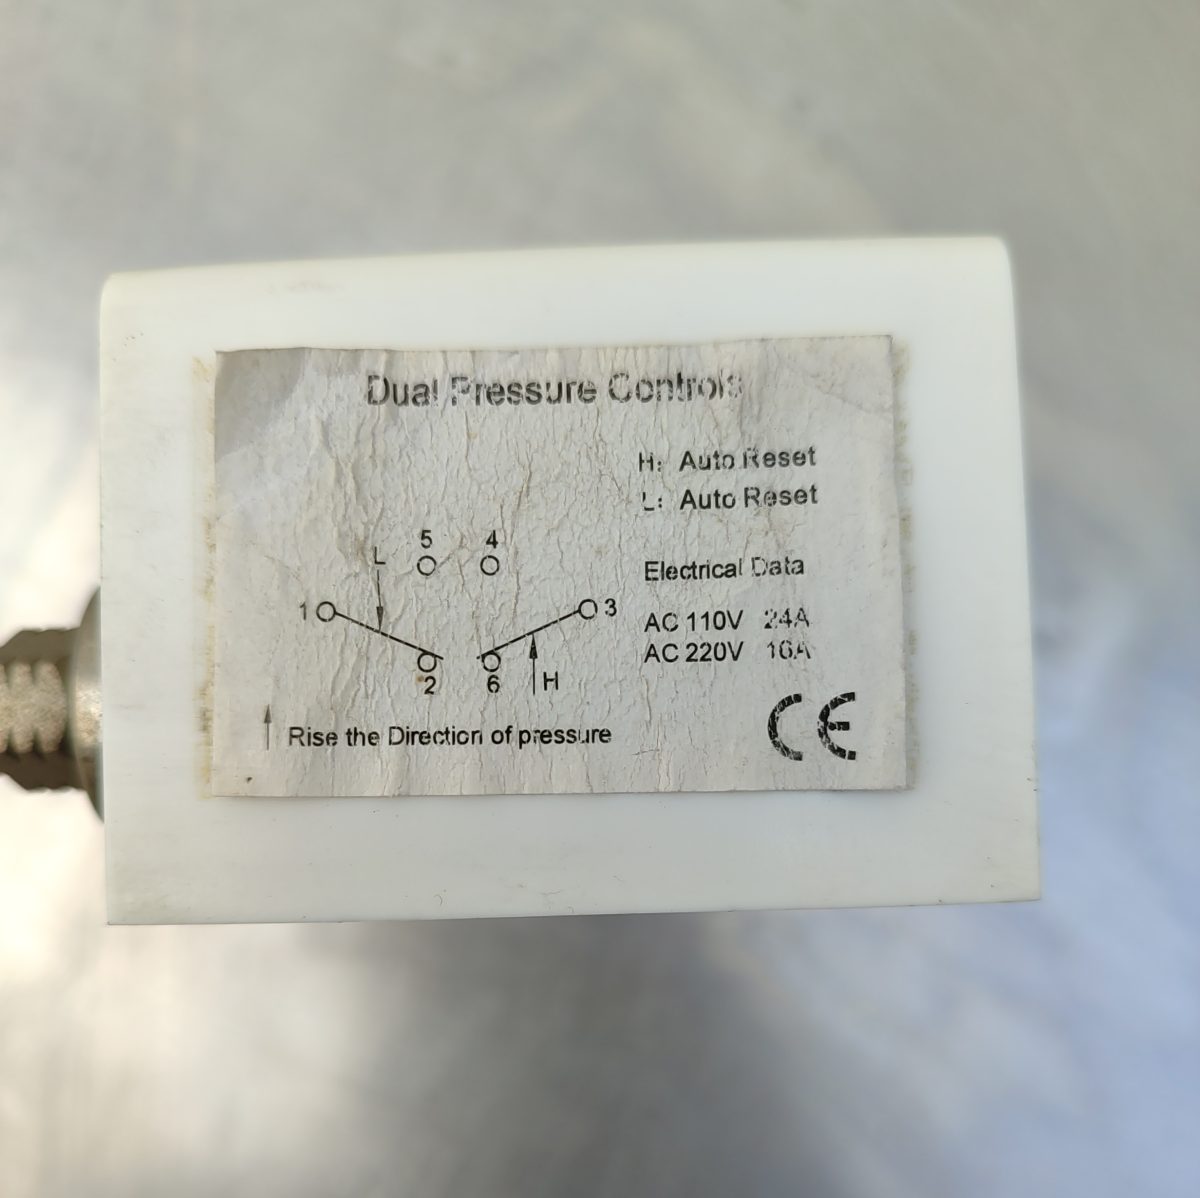 Dual Pressure Controls
H: Auto Reset
L: Auto Reset
5 4
L
1 3
2 6 H
Electrical Data
AC 110V 24A
AC 220V 16A
Rise the Direction of pressure
CE